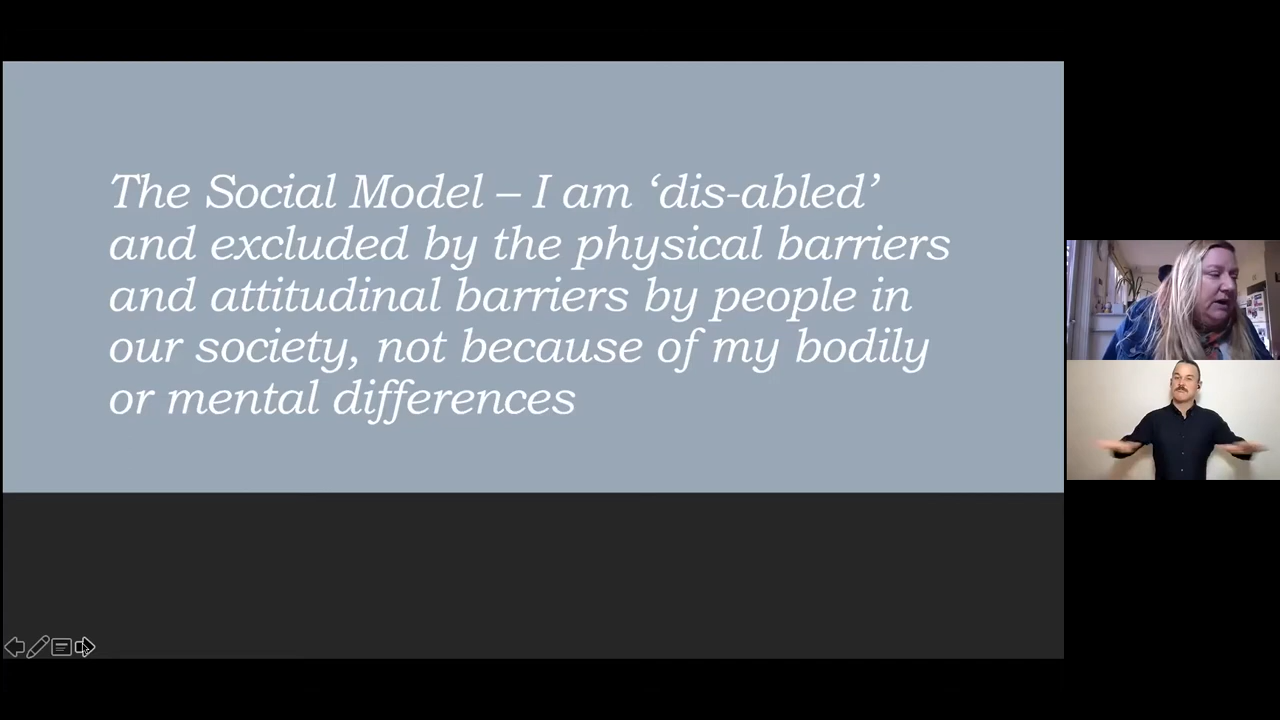 The Social Model – I am ‘dis-abled’
and excluded by the physical barriers
and attitudinal barriers by people in
our society, not because of my bodily
or mental differences